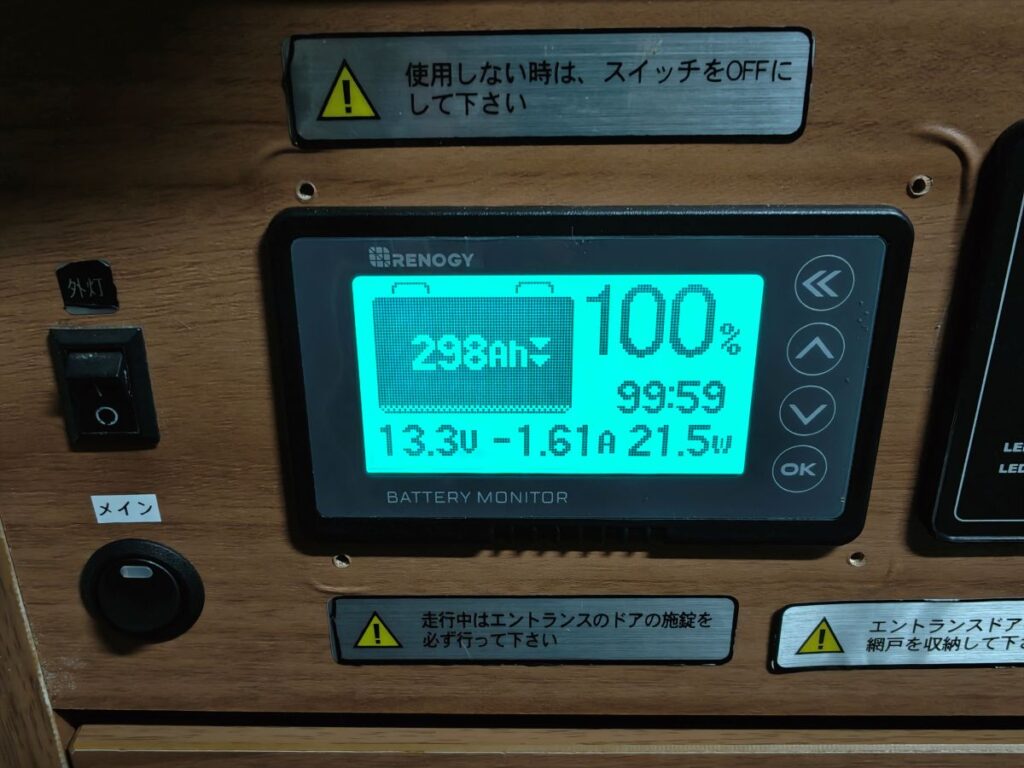 使用しない時は、スイッチをOFFに
して下さい
RENOGY
外灯
298Ah
100%
99:59
13.3V -1.61A 21.5W
OK
BATTERY MONITOR
メイン
走行中はエントランスのドアの施錠を
必ず行って下さい
エントランスドア
網戸を収納して下さ
LE
LED